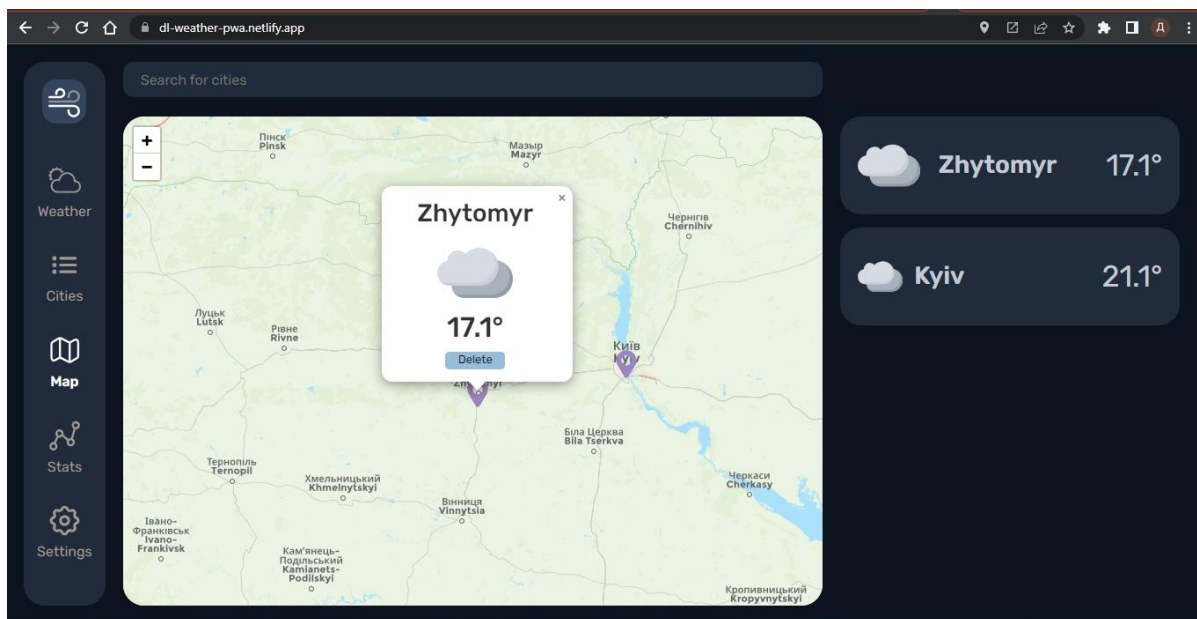 dl-weather-pwa.netlify.app
Д
Search for cities
Weather
Cities
Map
Stats
Settings
+
−
Пінск
Pinsk
Мазыр
Mazyr
Чернігів
Chernihiv
Zhytomyr
17.1°
Delete
×
Луцьк
Lutsk
Рівне
Rivne
Київ
Kyiv
Біла Церква
Bila Tserkva
Тернопіль
Ternopil
Хмельницький
Khmelnytskyi
Вінниця
Vinnytsia
Черкаси
Cherkasy
Івано-
Франківськ
Ivano-
Frankivsk
Кам'янець-
Подільський
Kamianets-
Podilskyi
Кропивницький
Kropyvnytskyi
Zhytomyr 17.1°
Kyiv 21.1°